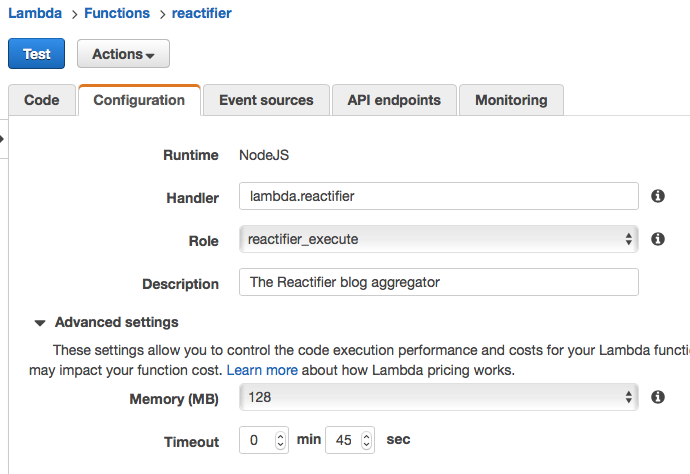 Lambda > Functions > reactifier
Test Actions
Code Configuration Event sources API endpoints Monitoring
Runtime NodeJS
Handler lambda.reactifier
Role reactifier_execute
Description The Reactifier blog aggregator
Advanced settings
These settings allow you to control the code execution performance and costs for your Lambda functi
may impact your function cost. Learn more about how Lambda pricing works.
Memory (MB) 128
Timeout 0 min 45 sec